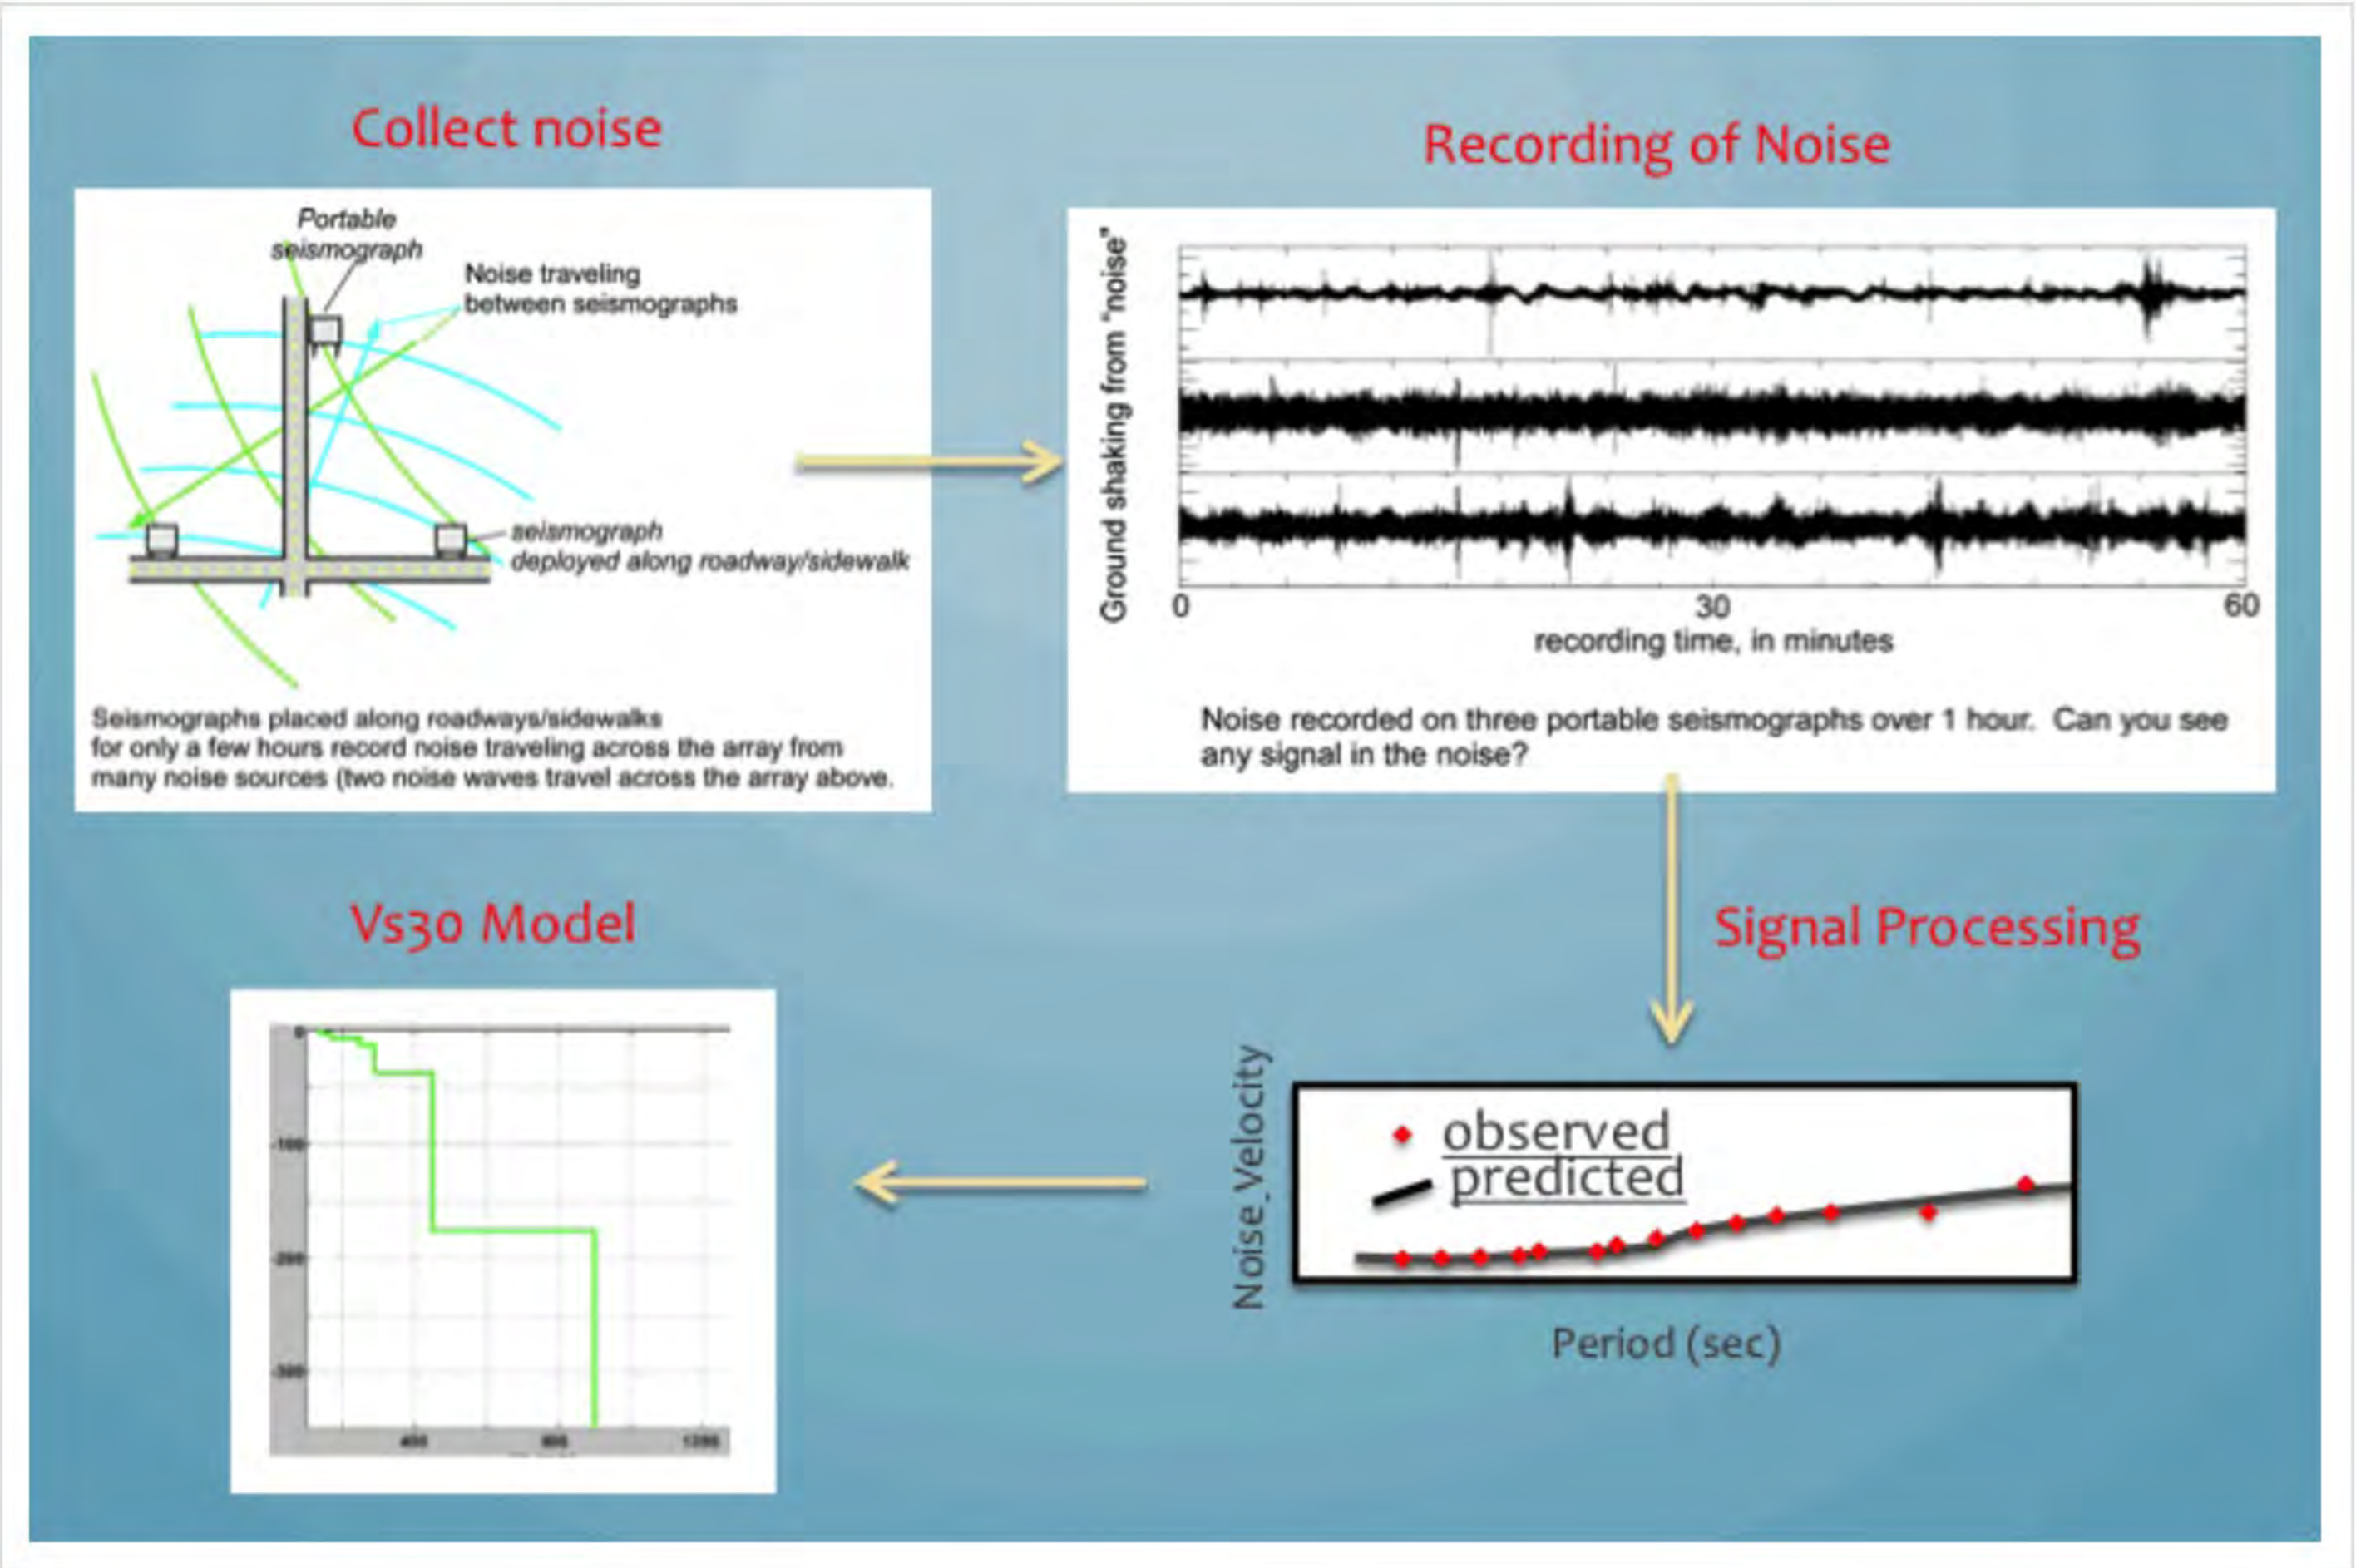 Collect noise
Portable
seismograph
Noise traveling
between seismographs
seismograph
deployed along roadway/sidewalk
Seismographs placed along roadways/sidewalks
for only a few hours record noise traveling across the array from
many noise sources (two noise waves travel across the array above.
Recording of Noise
Ground shaking from "noise"
0 30 60
recording time, in minutes
Noise recorded on three portable seismographs over 1 hour. Can you see
any signal in the noise?
Signal Processing
Noise Velocity
observed
predicted
Period (sec)
Vs30 Model
0
-100
-200
-300
400 800 1200